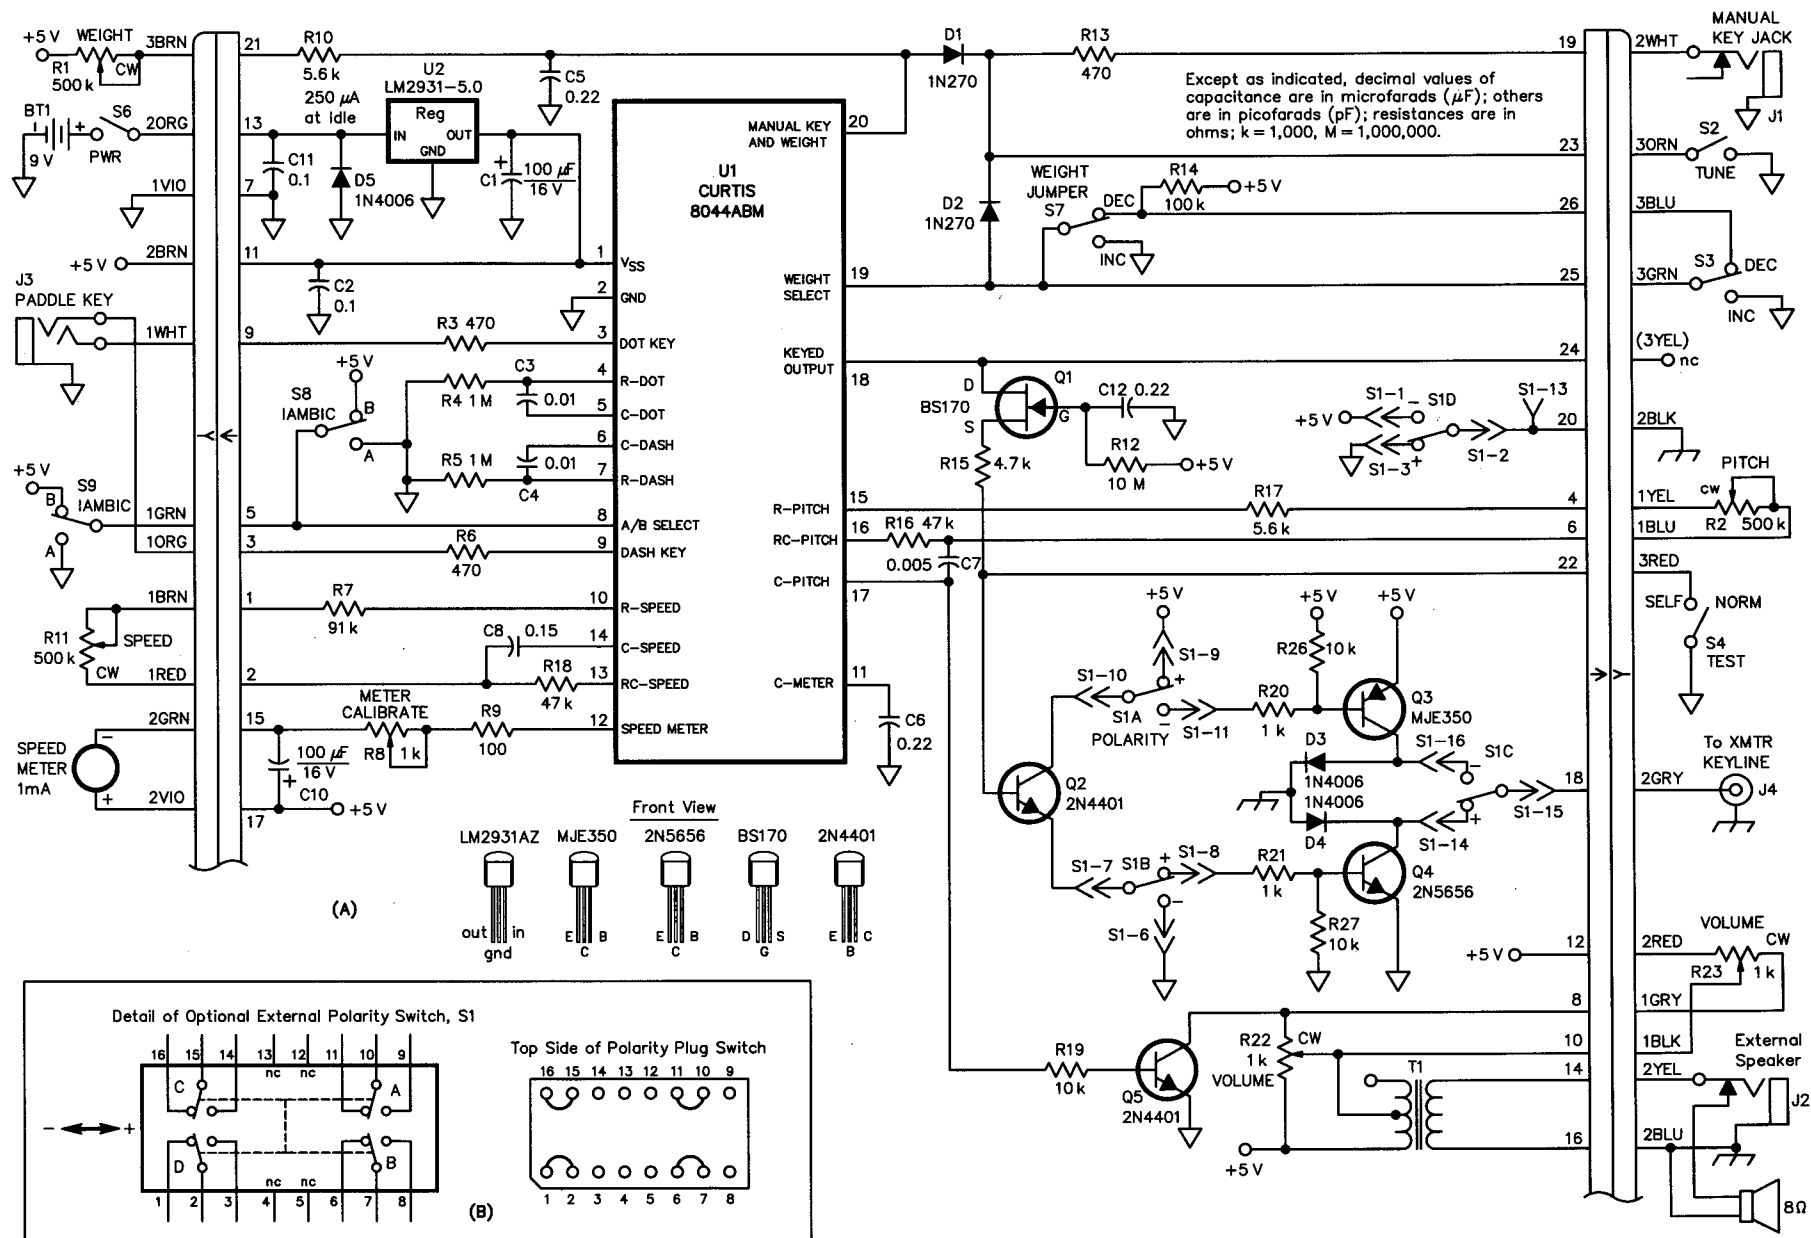 +5 V
WEIGHT
R1
500 k
CW
3BRN
21
R10
5.6 k
250 µA
at idle
U2
LM2931-5.0
Reg
IN
OUT
GND
C5
0.22
BT1
-
+
9 V
S6
PWR
2ORG
13
C11
0.1
D5
1N4006
+
C1
100 µF
16 V
1VIO
7
+5 V
2BRN
11
C2
0.1
J3
PADDLE KEY
1WHT
9
R3 470
+5 V
S8
IAMBIC
B
A
R4 1 M
C3
0.01
R5 1 M
0.01
C4
+5 V
S9
B
IAMBIC
A
1GRN
5
1ORG
3
R6
470
1BRN
1
R7
91 k
R11
500 k
SPEED
CW
1RED
2
C8
0.15
R18
47 k
2GRN
15
METER
CALIBRATE
R8
1 k
R9
100
SPEED
METER
1mA
-
+
100 µF
16 V
+
C10
2VIO
17
+5 V
U1
CURTIS
8044ABM
MANUAL KEY
AND WEIGHT
20
1
VSS
2
GND
3
DOT KEY
4
R-DOT
5
C-DOT
6
C-DASH
7
R-DASH
8
A/B SELECT
9
DASH KEY
10
R-SPEED
14
C-SPEED
13
RC-SPEED
12
SPEED METER
WEIGHT
SELECT
19
KEYED
OUTPUT
18
R-PITCH
15
RC-PITCH
16
C-PITCH
17
C-METER
11
C6
0.22
D1
1N270
R13
470
19
2WHT
MANUAL
KEY JACK
J1
Except as indicated, decimal values of
capacitance are in microfarads (µF); others
are in picofarads (pF); resistances are in
ohms; k = 1,000, M = 1,000,000.
23
3ORN
S2
TUNE
D2
1N270
WEIGHT
JUMPER
S7
DEC
INC
R14
100 k
+5 V
26
3BLU
25
3GRN
S3
DEC
INC
24
(3YEL)
nc
D
Q1
BS170
S
G
C12 0.22
R12
10 M
+5 V
R15
4.7 k
S1-1
-
S1D
S1-13
+5 V
S1-3
+
S1-2
20
2BLK
PITCH
R17
5.6 k
4
1YEL
CW
R2
500 k
R16 47 k
0.005
C7
6
1BLU
22
3RED
SELF
NORM
S4
TEST
+5 V
S1-9
S1-10
+
S1A
-
POLARITY
S1-11
+5 V
R26
10 k
+5 V
R20
1 k
Q3
MJE350
D3
1N4006
1N4006
D4
S1-16
S1C
-
+
S1-15
S1-14
18
2GRY
To XMTR
KEYLINE
J4
Q2
2N4401
S1-7
S1B
+
S1-8
-
S1-6
R21
1 k
Q4
2N5656
R27
10 k
+5 V
12
2RED
VOLUME
CW
R23
1 k
8
1GRY
10
1BLK
External
Speaker
R19
10 k
Q5
2N4401
R22
1 k
CW
VOLUME
+5 V
T1
14
2YEL
J2
16
2BLU
8Ω
(A)
Front View
LM2931AZ
MJE350
2N5656
BS170
2N4401
out
in
gnd
E
B
C
E
B
C
D
S
G
E
C
B
Detail of Optional External Polarity Switch, S1
16
15
14
13
12
11
10
9
nc
nc
C
A
- +
D
B
nc
nc
1
2
3
4
5
6
7
8
(B)
Top Side of Polarity Plug Switch
16
15
14
13
12
11
10
9
1
2
3
4
5
6
7
8